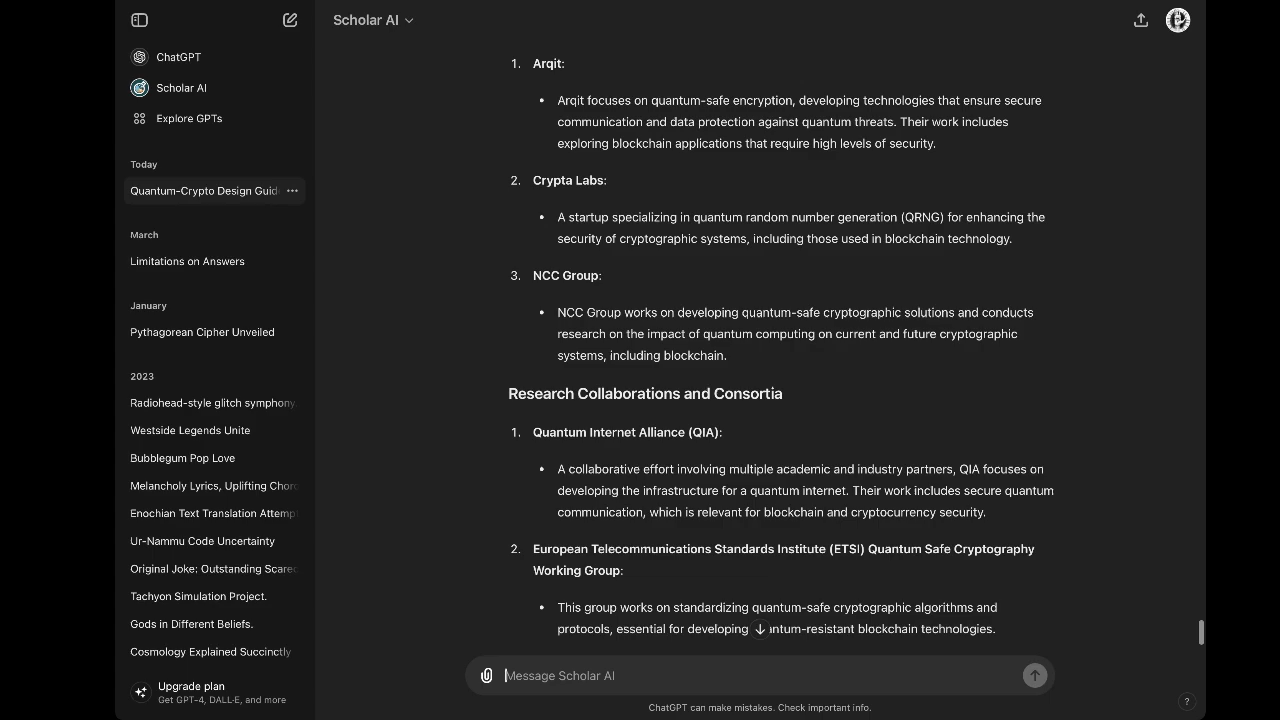 Scholar AI
ChatGPT
Scholar AI
Explore GPTs
Today
Quantum-Crypto Design Guid
March
Limitations on Answers
January
Pythagorean Cipher Unveiled
2023
Radiohead-style glitch symphony.
Westside Legends Unite
Bubblegum Pop Love
Melancholy Lyrics, Uplifting Chor
Enochian Text Translation Attemp
Ur-Nammu Code Uncertainty
Original Joke: Outstanding Scarec
Tachyon Simulation Project.
Gods in Different Beliefs.
Cosmology Explained Succinctly
Upgrade plan
Get GPT-4, DALL·E, and more
1. Arqit:
• Arqit focuses on quantum-safe encryption, developing technologies that ensure secure
communication and data protection against quantum threats. Their work includes
exploring blockchain applications that require high levels of security.
2. Crypta Labs:
• A startup specializing in quantum random number generation (QRNG) for enhancing the
security of cryptographic systems, including those used in blockchain technology.
3. NCC Group:
• NCC Group works on developing quantum-safe cryptographic solutions and conducts
research on the impact of quantum computing on current and future cryptographic
systems, including blockchain.
Research Collaborations and Consortia
1. Quantum Internet Alliance (QIA):
• A collaborative effort involving multiple academic and industry partners, QIA focuses on
developing the infrastructure for a quantum internet. Their work includes secure quantum
communication, which is relevant for blockchain and cryptocurrency security.
2. European Telecommunications Standards Institute (ETSI) Quantum Safe Cryptography
Working Group:
• This group works on standardizing quantum-safe cryptographic algorithms and
protocols, essential for developing antum-resistant blockchain technologies.
Message Scholar AI
ChatGPT can make mistakes. Check important info.
?